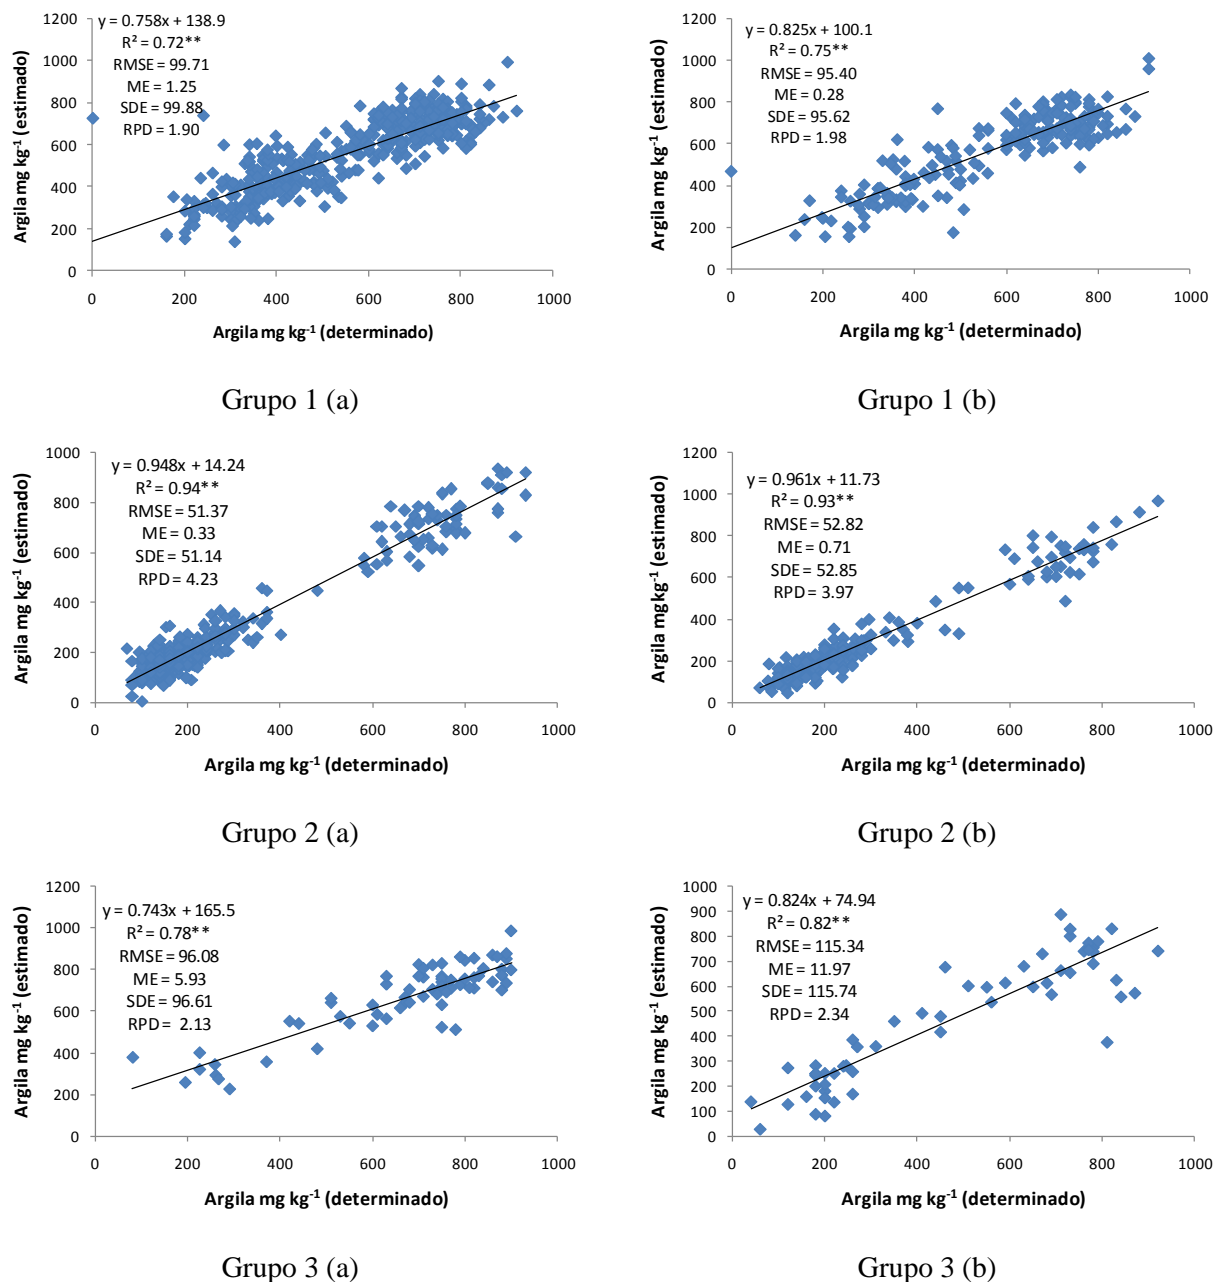 y = 0.758x + 138.9
R² = 0.72**
RMSE = 99.71
ME = 1.25
SDE = 99.88
RPD = 1.90
1200
1000
800
600
400
200
0
0 200 400 600 800 1000
Argila mg kg⁻¹ (estimado)
Argila mg kg⁻¹ (determinado)
Grupo 1 (a)
y = 0.825x + 100.1
R² = 0.75**
RMSE = 95.40
ME = 0.28
SDE = 95.62
RPD = 1.98
1200
1000
800
600
400
200
0
0 200 400 600 800 1000
Argila mg kg⁻¹ (estimado)
Argila mg kg⁻¹ (determinado)
Grupo 1 (b)
y = 0.948x + 14.24
R² = 0.94**
RMSE = 51.37
ME = 0.33
SDE = 51.14
RPD = 4.23
1000
800
600
400
200
0
0 200 400 600 800 1000
Argila mg kg⁻¹ (estimado)
Argila mg kg⁻¹ (determinado)
Grupo 2 (a)
y = 0.961x + 11.73
R² = 0.93**
RMSE = 52.82
ME = 0.71
SDE = 52.85
RPD = 3.97
1200
1000
800
600
400
200
0
0 200 400 600 800 1000
Argila mgkg⁻¹ (estimado)
Argila mg kg⁻¹ (determinado)
Grupo 2 (b)
y = 0.743x + 165.5
R² = 0.78**
RMSE = 96.08
ME = 5.93
SDE = 96.61
RPD = 2.13
1200
1000
800
600
400
200
0
0 200 400 600 800 1000
Argila mg kg⁻¹ (estimado)
Argila mg kg⁻¹ (determinado)
Grupo 3 (a)
y = 0.824x + 74.94
R² = 0.82**
RMSE = 115.34
ME = 11.97
SDE = 115.74
RPD = 2.34
1000
900
800
700
600
500
400
300
200
100
0
0 200 400 600 800 1000
Argila mg kg⁻¹ (estimado)
Argila mg kg⁻¹ (determinado)
Grupo 3 (b)